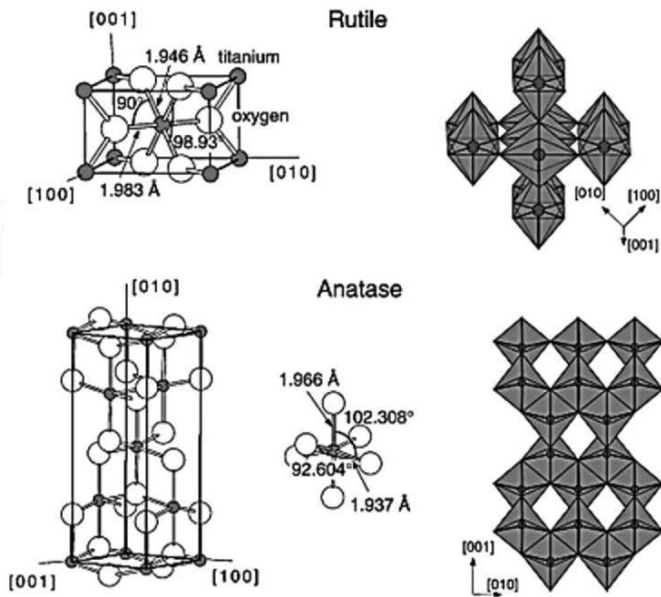 Rutile
[001]
1.946 Å
titanium
90°
oxygen
98.93°
[010]
[100]
1.983 Å
[010]
[100]
[001]
Anatase
[010]
1.966 Å
102.308°
92.604°
1.937 Å
[001]
[100]
[001]
[010]